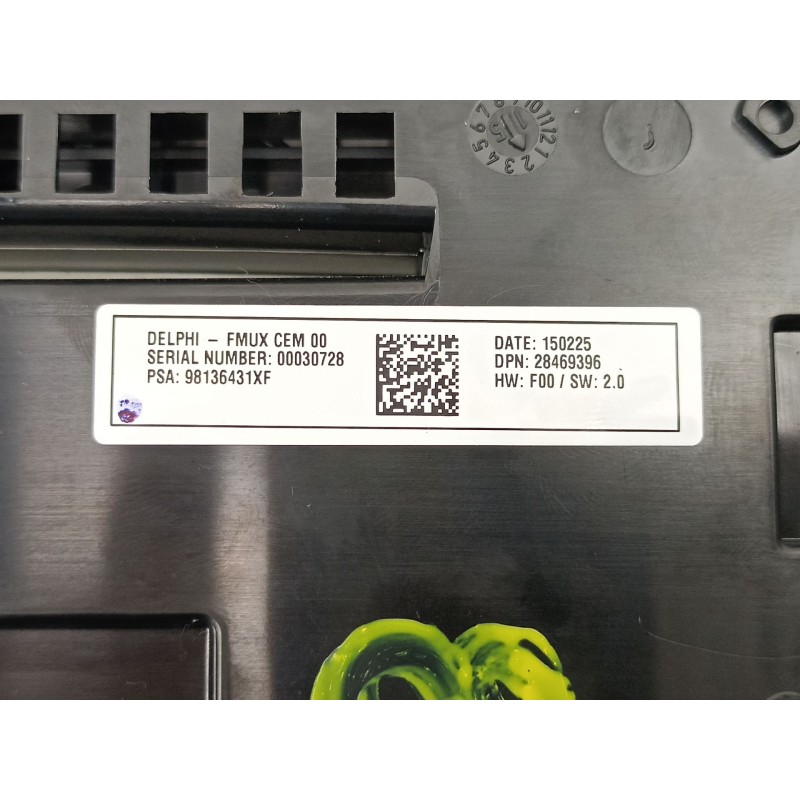 DELPHI – FMUX CEM 00
SERIAL NUMBER: 00030728
PSA: 98136431XF
DATE: 150225
DPN: 28469396
HW: F00 / SW: 2.0